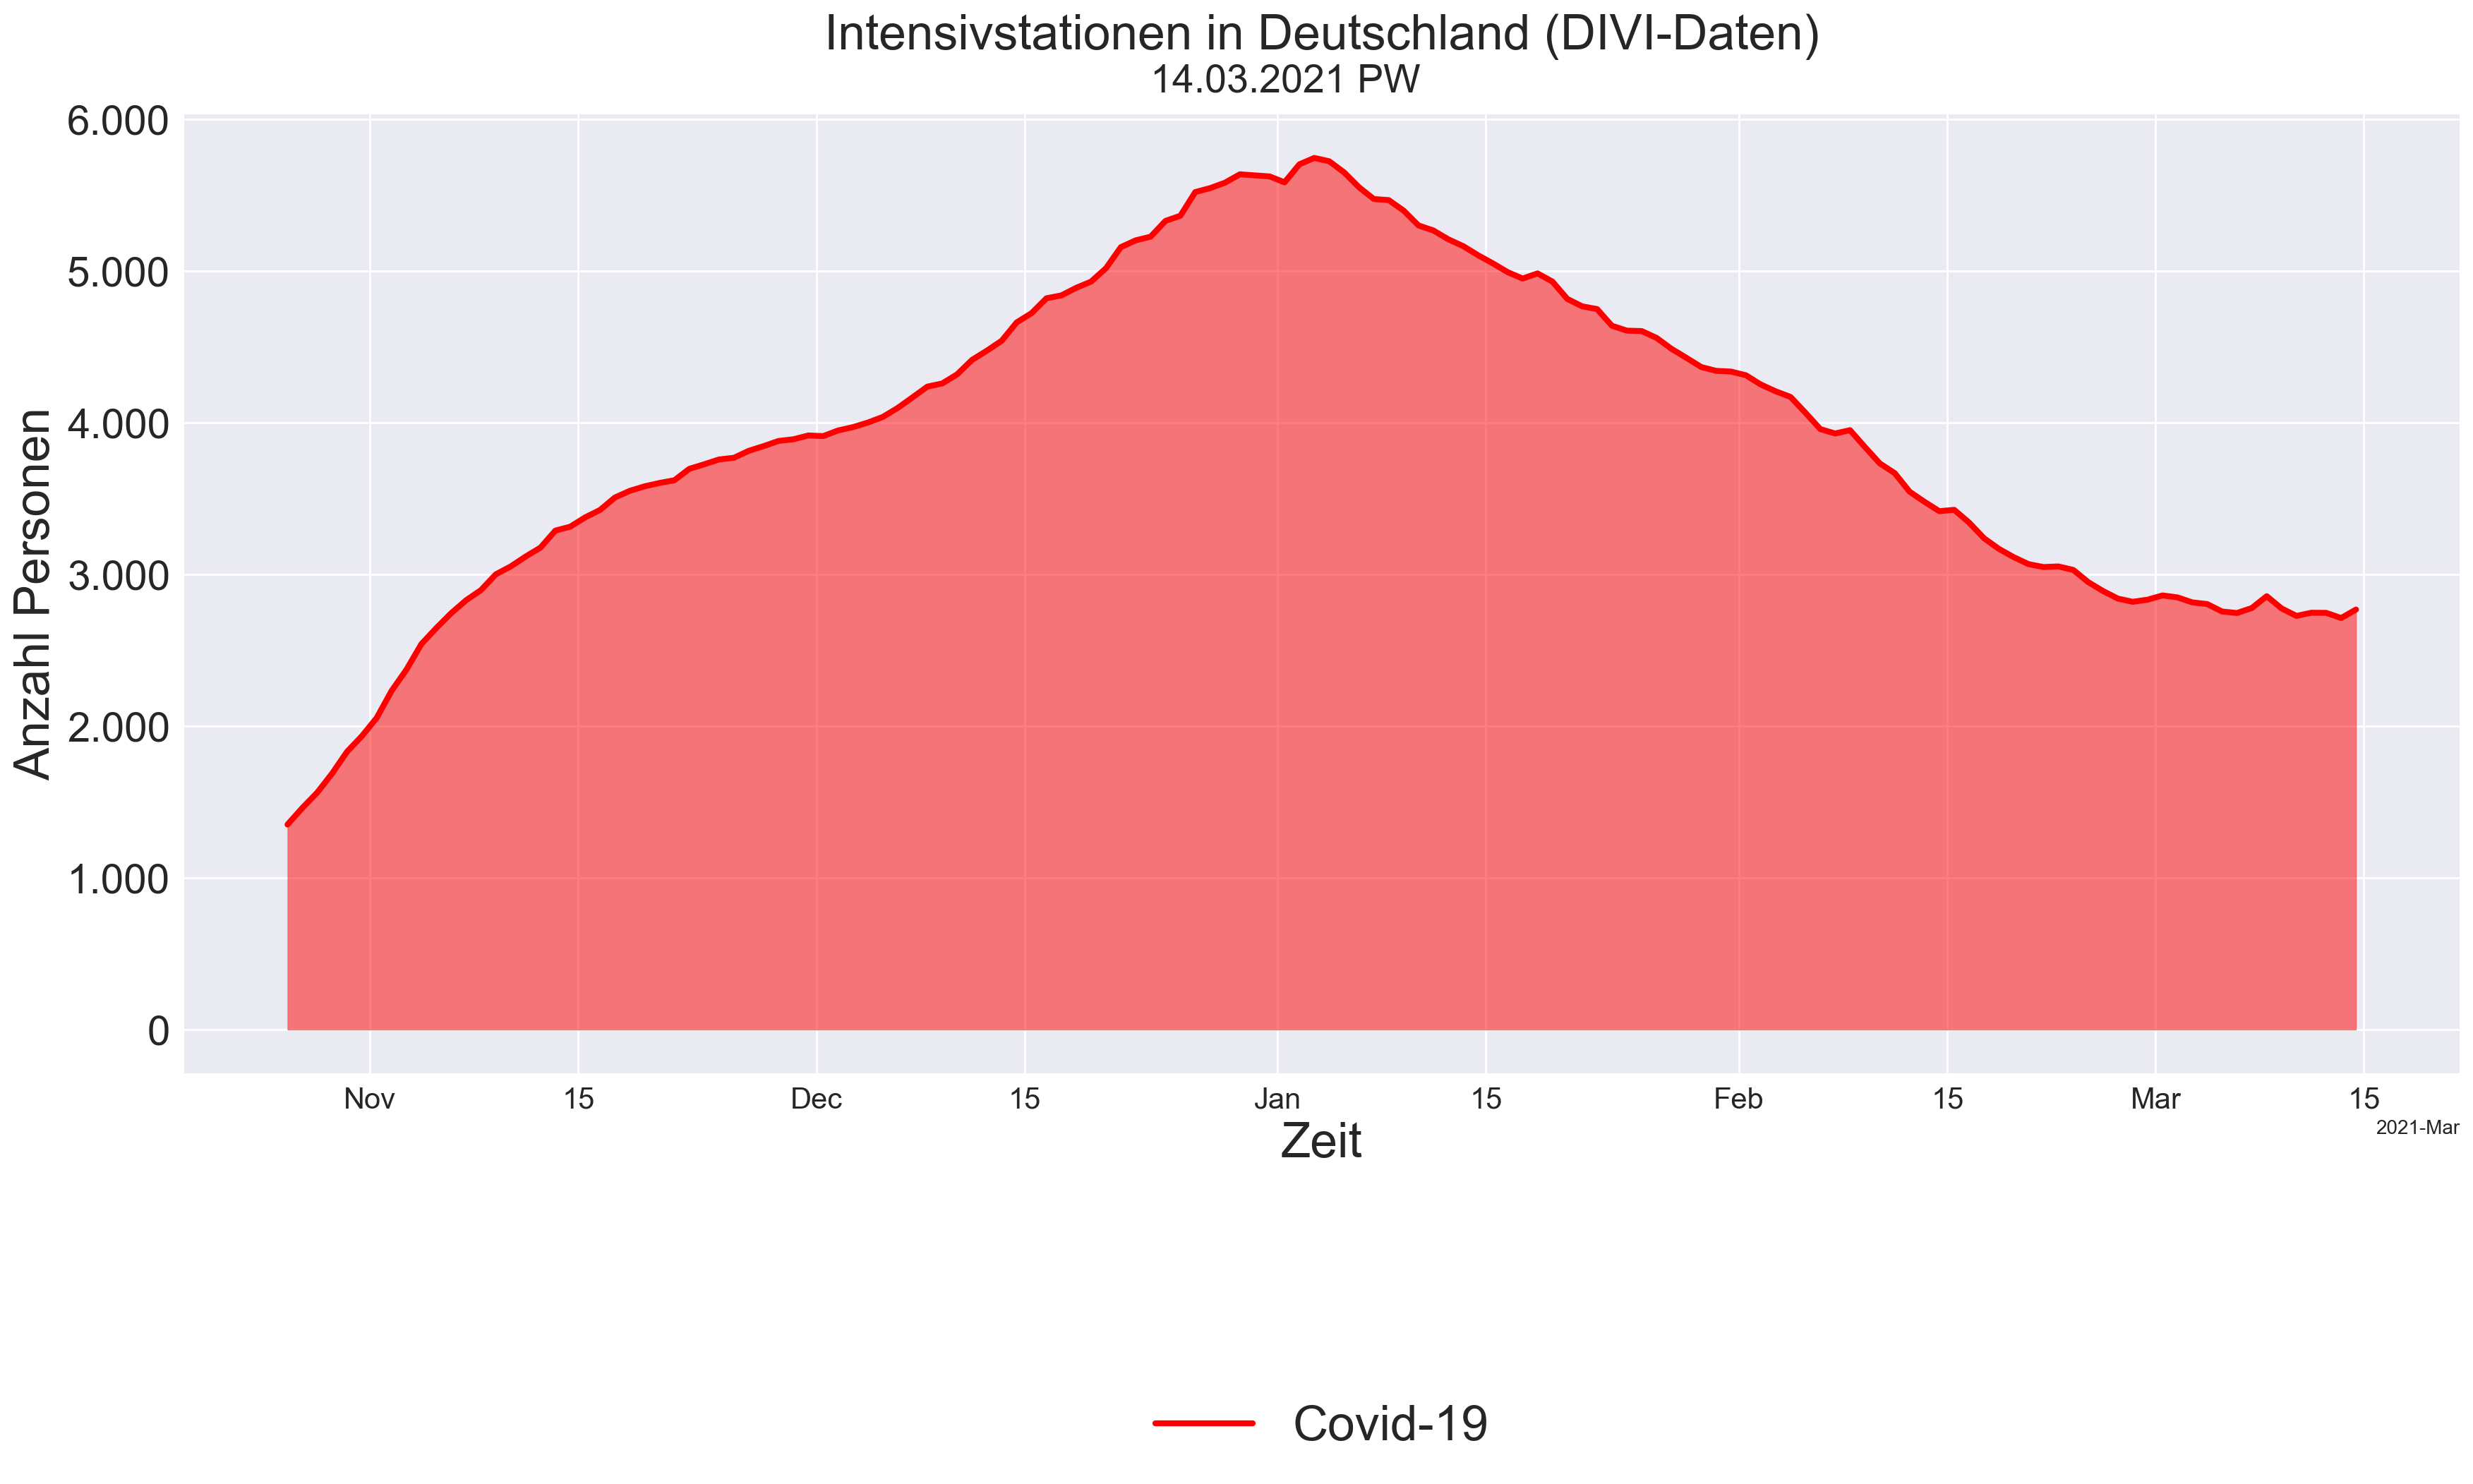 Intensivstationen in Deutschland (DIVI-Daten)
14.03.2021 PW
Anzahl Personen
6.000
5.000
4.000
3.000
2.000
1.000
0
Nov 15 Dec 15 Jan 15 Feb 15 Mar 15
2021-Mar
Zeit
Covid-19